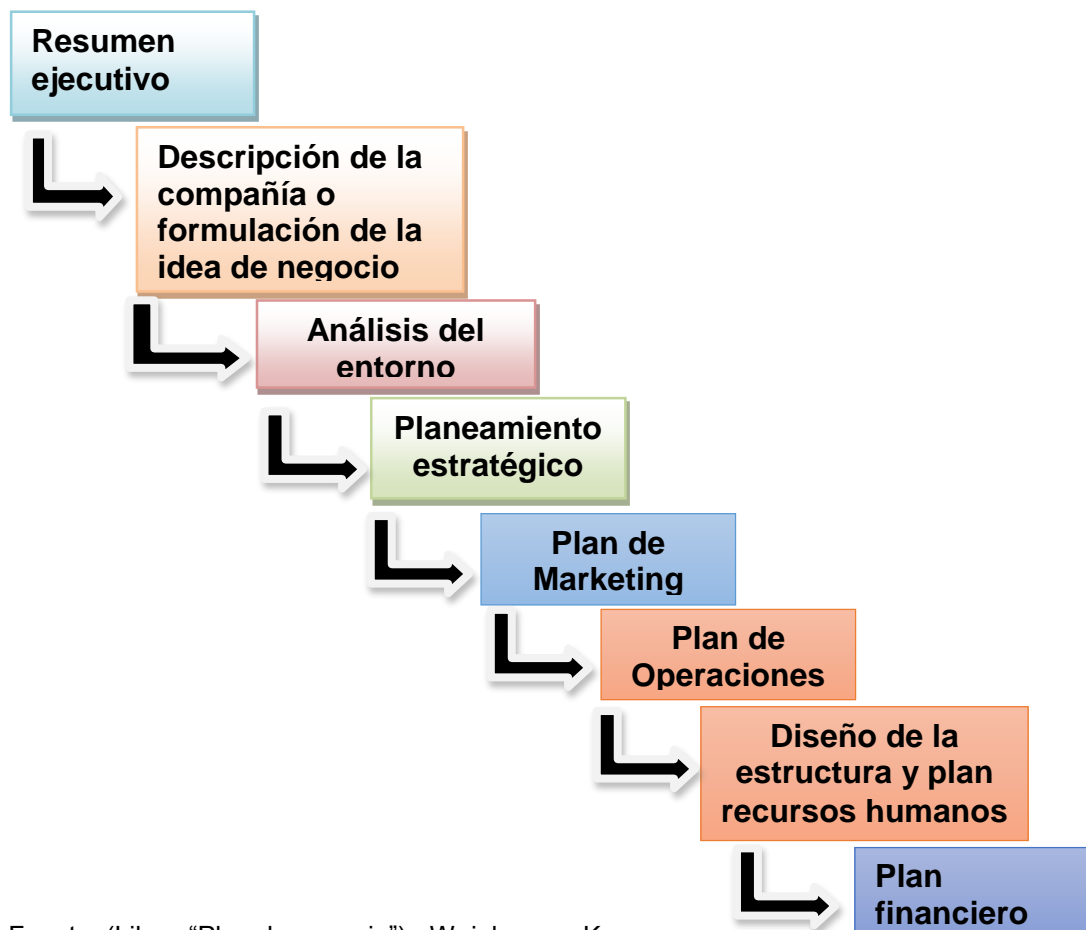 Resumen
ejecutivo
Descripción de la
compañía o
formulación de la
idea de negocio
Análisis del
entorno
Planeamiento
estratégico
Plan de
Marketing
Plan de
Operaciones
Diseño de la
estructura y plan
recursos humanos
Plan
financiero